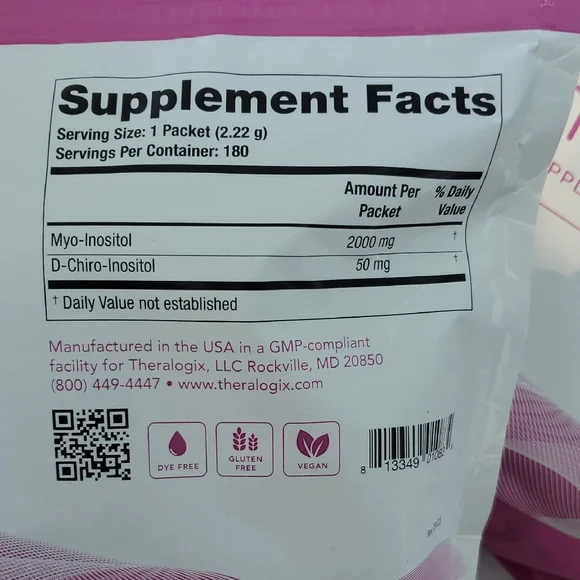 Supplement Facts
Serving Size: 1 Packet (2.22 g)
Servings Per Container: 180
Amount Per Packet
% Daily Value
Myo-Inositol 2000 mg †
D-Chiro-Inositol 50 mg †
† Daily Value not established
Manufactured in the USA in a GMP-compliant
facility for Theralogix, LLC Rockville, MD 20850
(800) 449-4447 • www.theralogix.com
DYE FREE
GLUTEN
FREE
VEGAN
8 13349